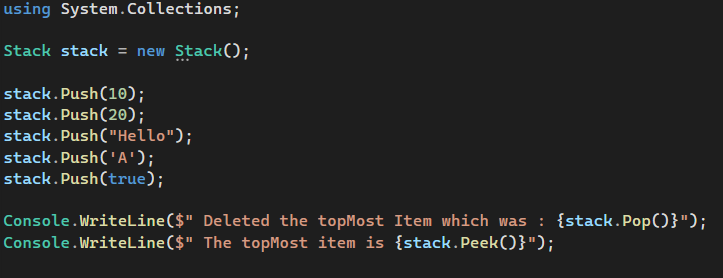 using System.Collections;
Stack stack = new Stack();
stack.Push(10);
stack.Push(20);
stack.Push("Hello");
stack.Push('A');
stack.Push(true);
Console.WriteLine($" Deleted the topMost Item which was : {stack.Pop()}");
Console.WriteLine($" The topMost item is {stack.Peek()}");